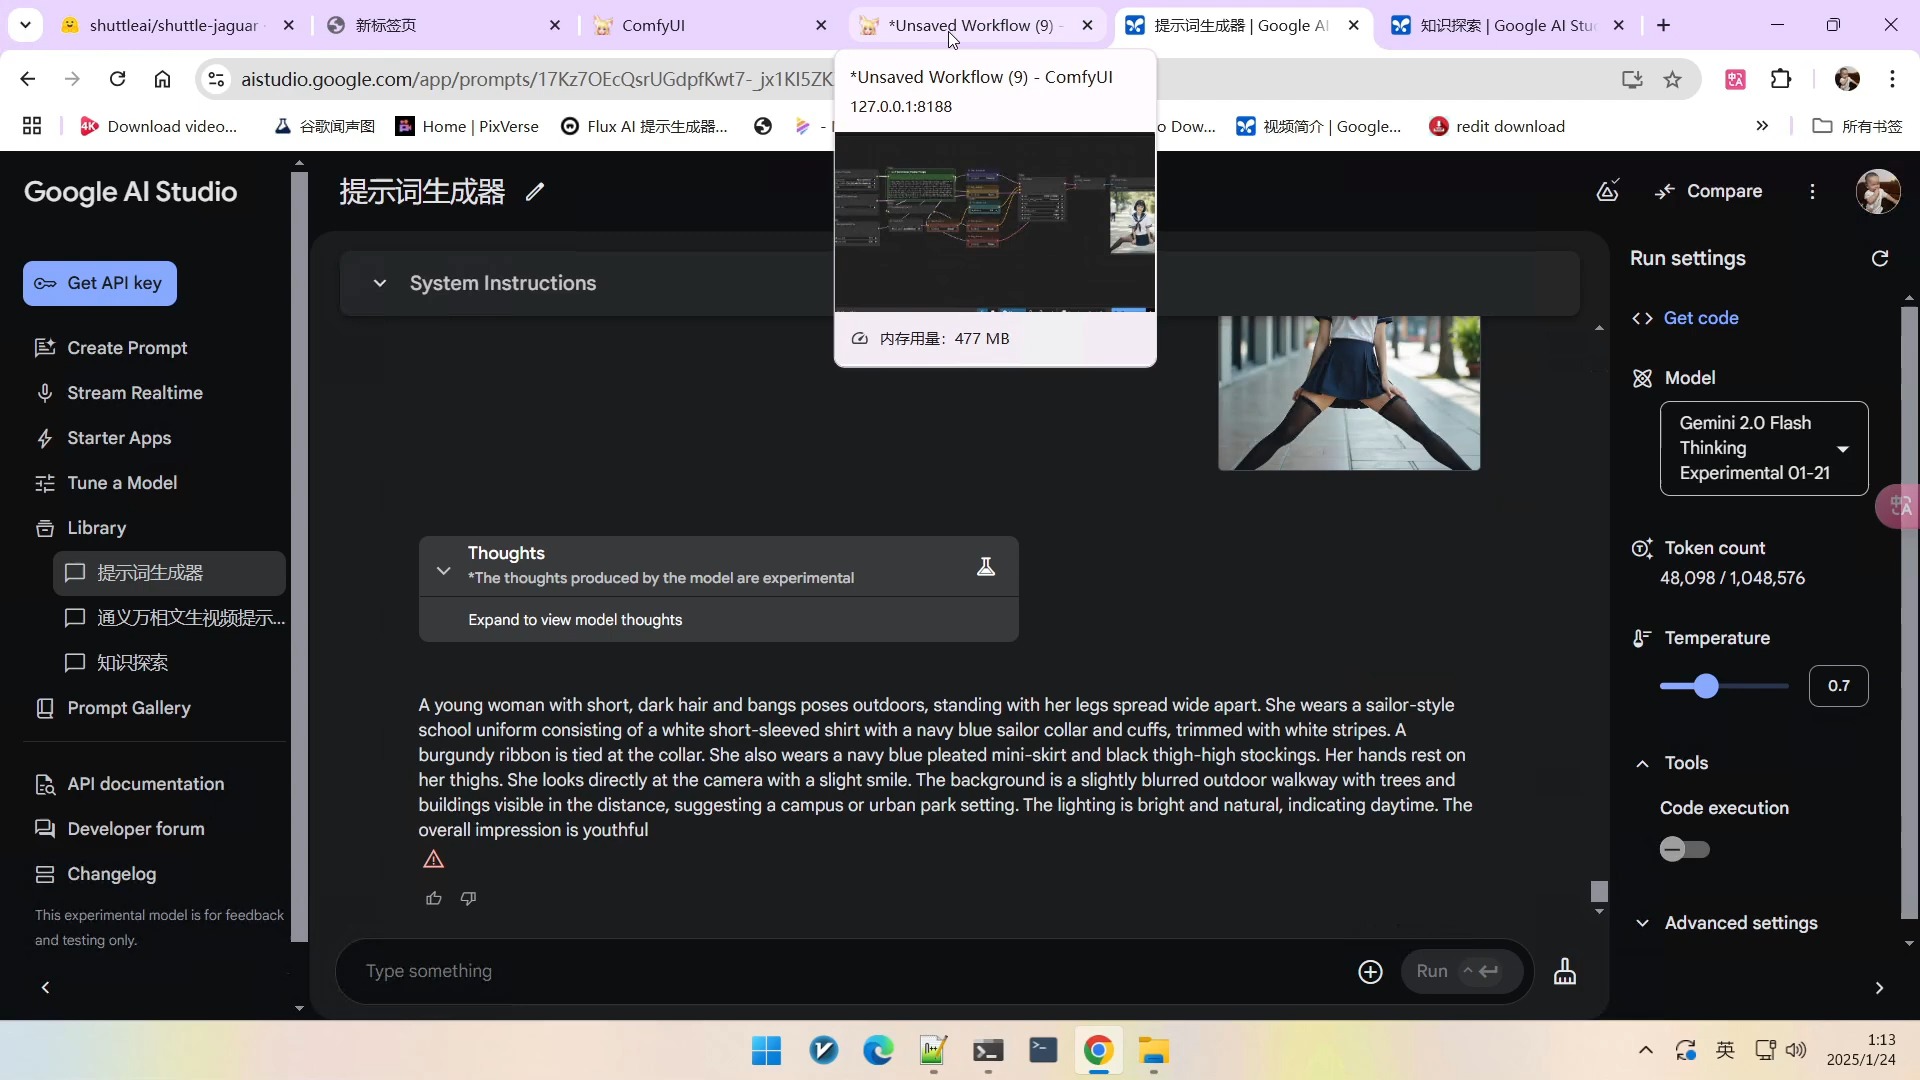 shuttleai/shuttle-jaguar
新标签页
ComfyUI
*Unsaved Workflow (9) -
提示词生成器 | Google AI
知识探索 | Google AI Stu
aistudio.google.com/app/prompts/17Kz7OEcQsrUGdpfKwt7-_jx1KI5ZK
*Unsaved Workflow (9) - ComfyUI
127.0.0.1:8188
Download video...
谷歌闻声图
Home | PixVerse
Flux AI 提示生成器...
o Dow...
视频简介 | Google...
redit download
»
所有书签
Google AI Studio
提示词生成器
Compare
Get API key
System Instructions
Run settings
Get code
内存用量：477 MB
Create Prompt
Stream Realtime
Starter Apps
Tune a Model
Library
提示词生成器
通义万相文生视频提示...
知识探索
Prompt Gallery
API documentation
Developer forum
Changelog
This experimental model is for feedback
and testing only.
Model
Gemini 2.0 Flash
Thinking
Experimental 01-21
Token count
48,098 / 1,048,576
Temperature
0.7
Tools
Code execution
Advanced settings
Thoughts
*The thoughts produced by the model are experimental
Expand to view model thoughts
A young woman with short, dark hair and bangs poses outdoors, standing with her legs spread wide apart. She wears a sailor-style
school uniform consisting of a white short-sleeved shirt with a navy blue sailor collar and cuffs, trimmed with white stripes. A
burgundy ribbon is tied at the collar. She also wears a navy blue pleated mini-skirt and black thigh-high stockings. Her hands rest on
her thighs. She looks directly at the camera with a slight smile. The background is a slightly blurred outdoor walkway with trees and
buildings visible in the distance, suggesting a campus or urban park setting. The lighting is bright and natural, indicating daytime. The
overall impression is youthful
Type something
Run
英
1:13
2025/1/24